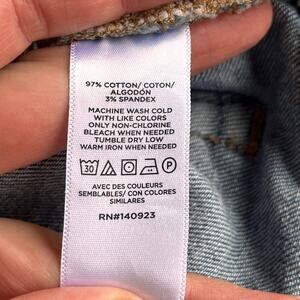 97% COTTON/ COTON/
ALGODÓN
3% SPANDEX
MACHINE WASH COLD
WITH LIKE COLORS
ONLY NON-CHLORINE
BLEACH WHEN NEEDED
TUMBLE DRY LOW
WARM IRON WHEN NEEDED
30 P
AVEC DES COULEURS
SEMBLABLES/ CON COLORES
SIMILARES
RN#140923